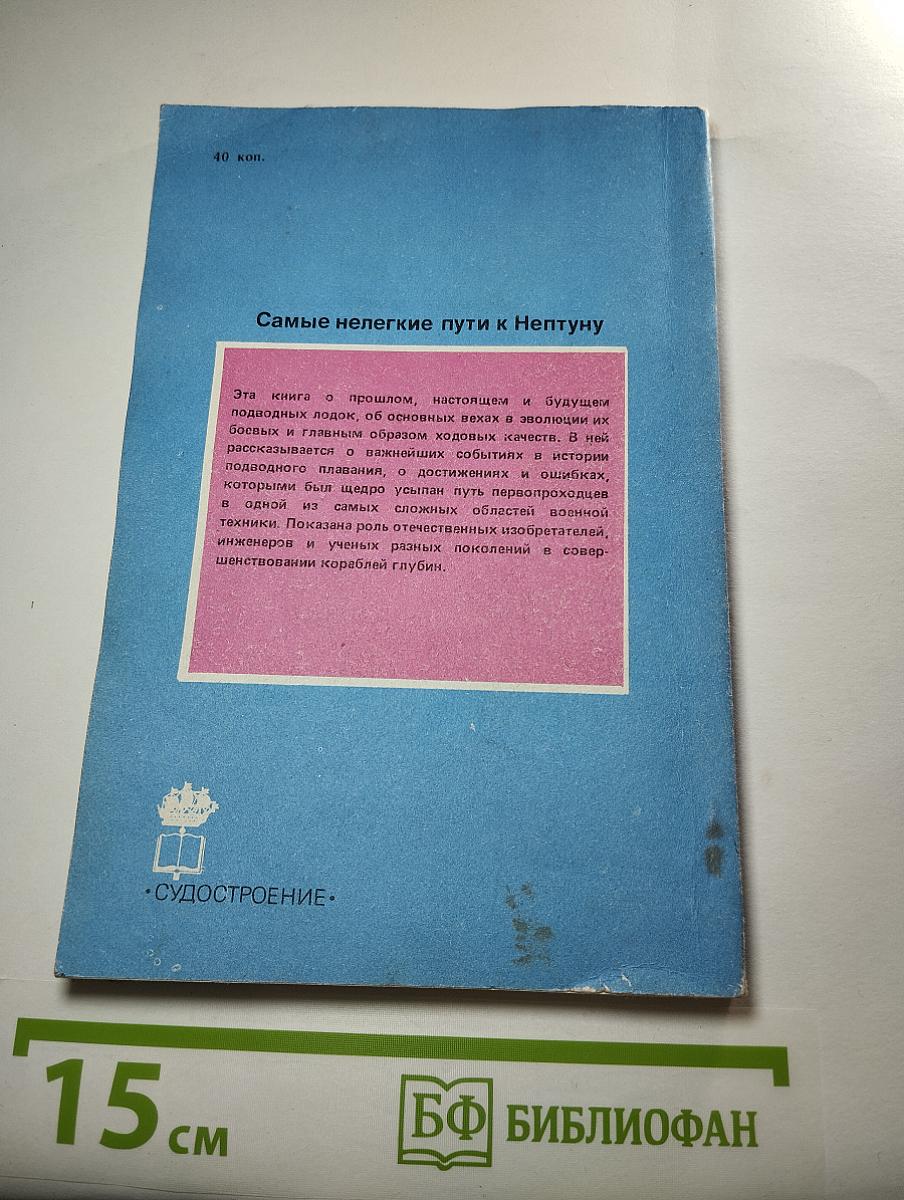 40 коп.
Самые нелегкие пути к Нептуну
Эта книга о прошлом, настоящем и будущем
подводных лодок, об основных вехах в эволюции их
боевых и главным образом ходовых качеств. В ней
рассказывается о важнейших событиях в истории
подводного плавания, о достижениях и ошибках,
которыми был щедро усыпан путь первопроходцев
в одной из самых сложных областей военной
техники. Показана роль отечественных изобретателей,
инженеров и ученых разных поколений в совер-
шенствовании кораблей глубин.
•СУДОСТРОЕНИЕ•
15 см
БФ БИБЛИОФАН